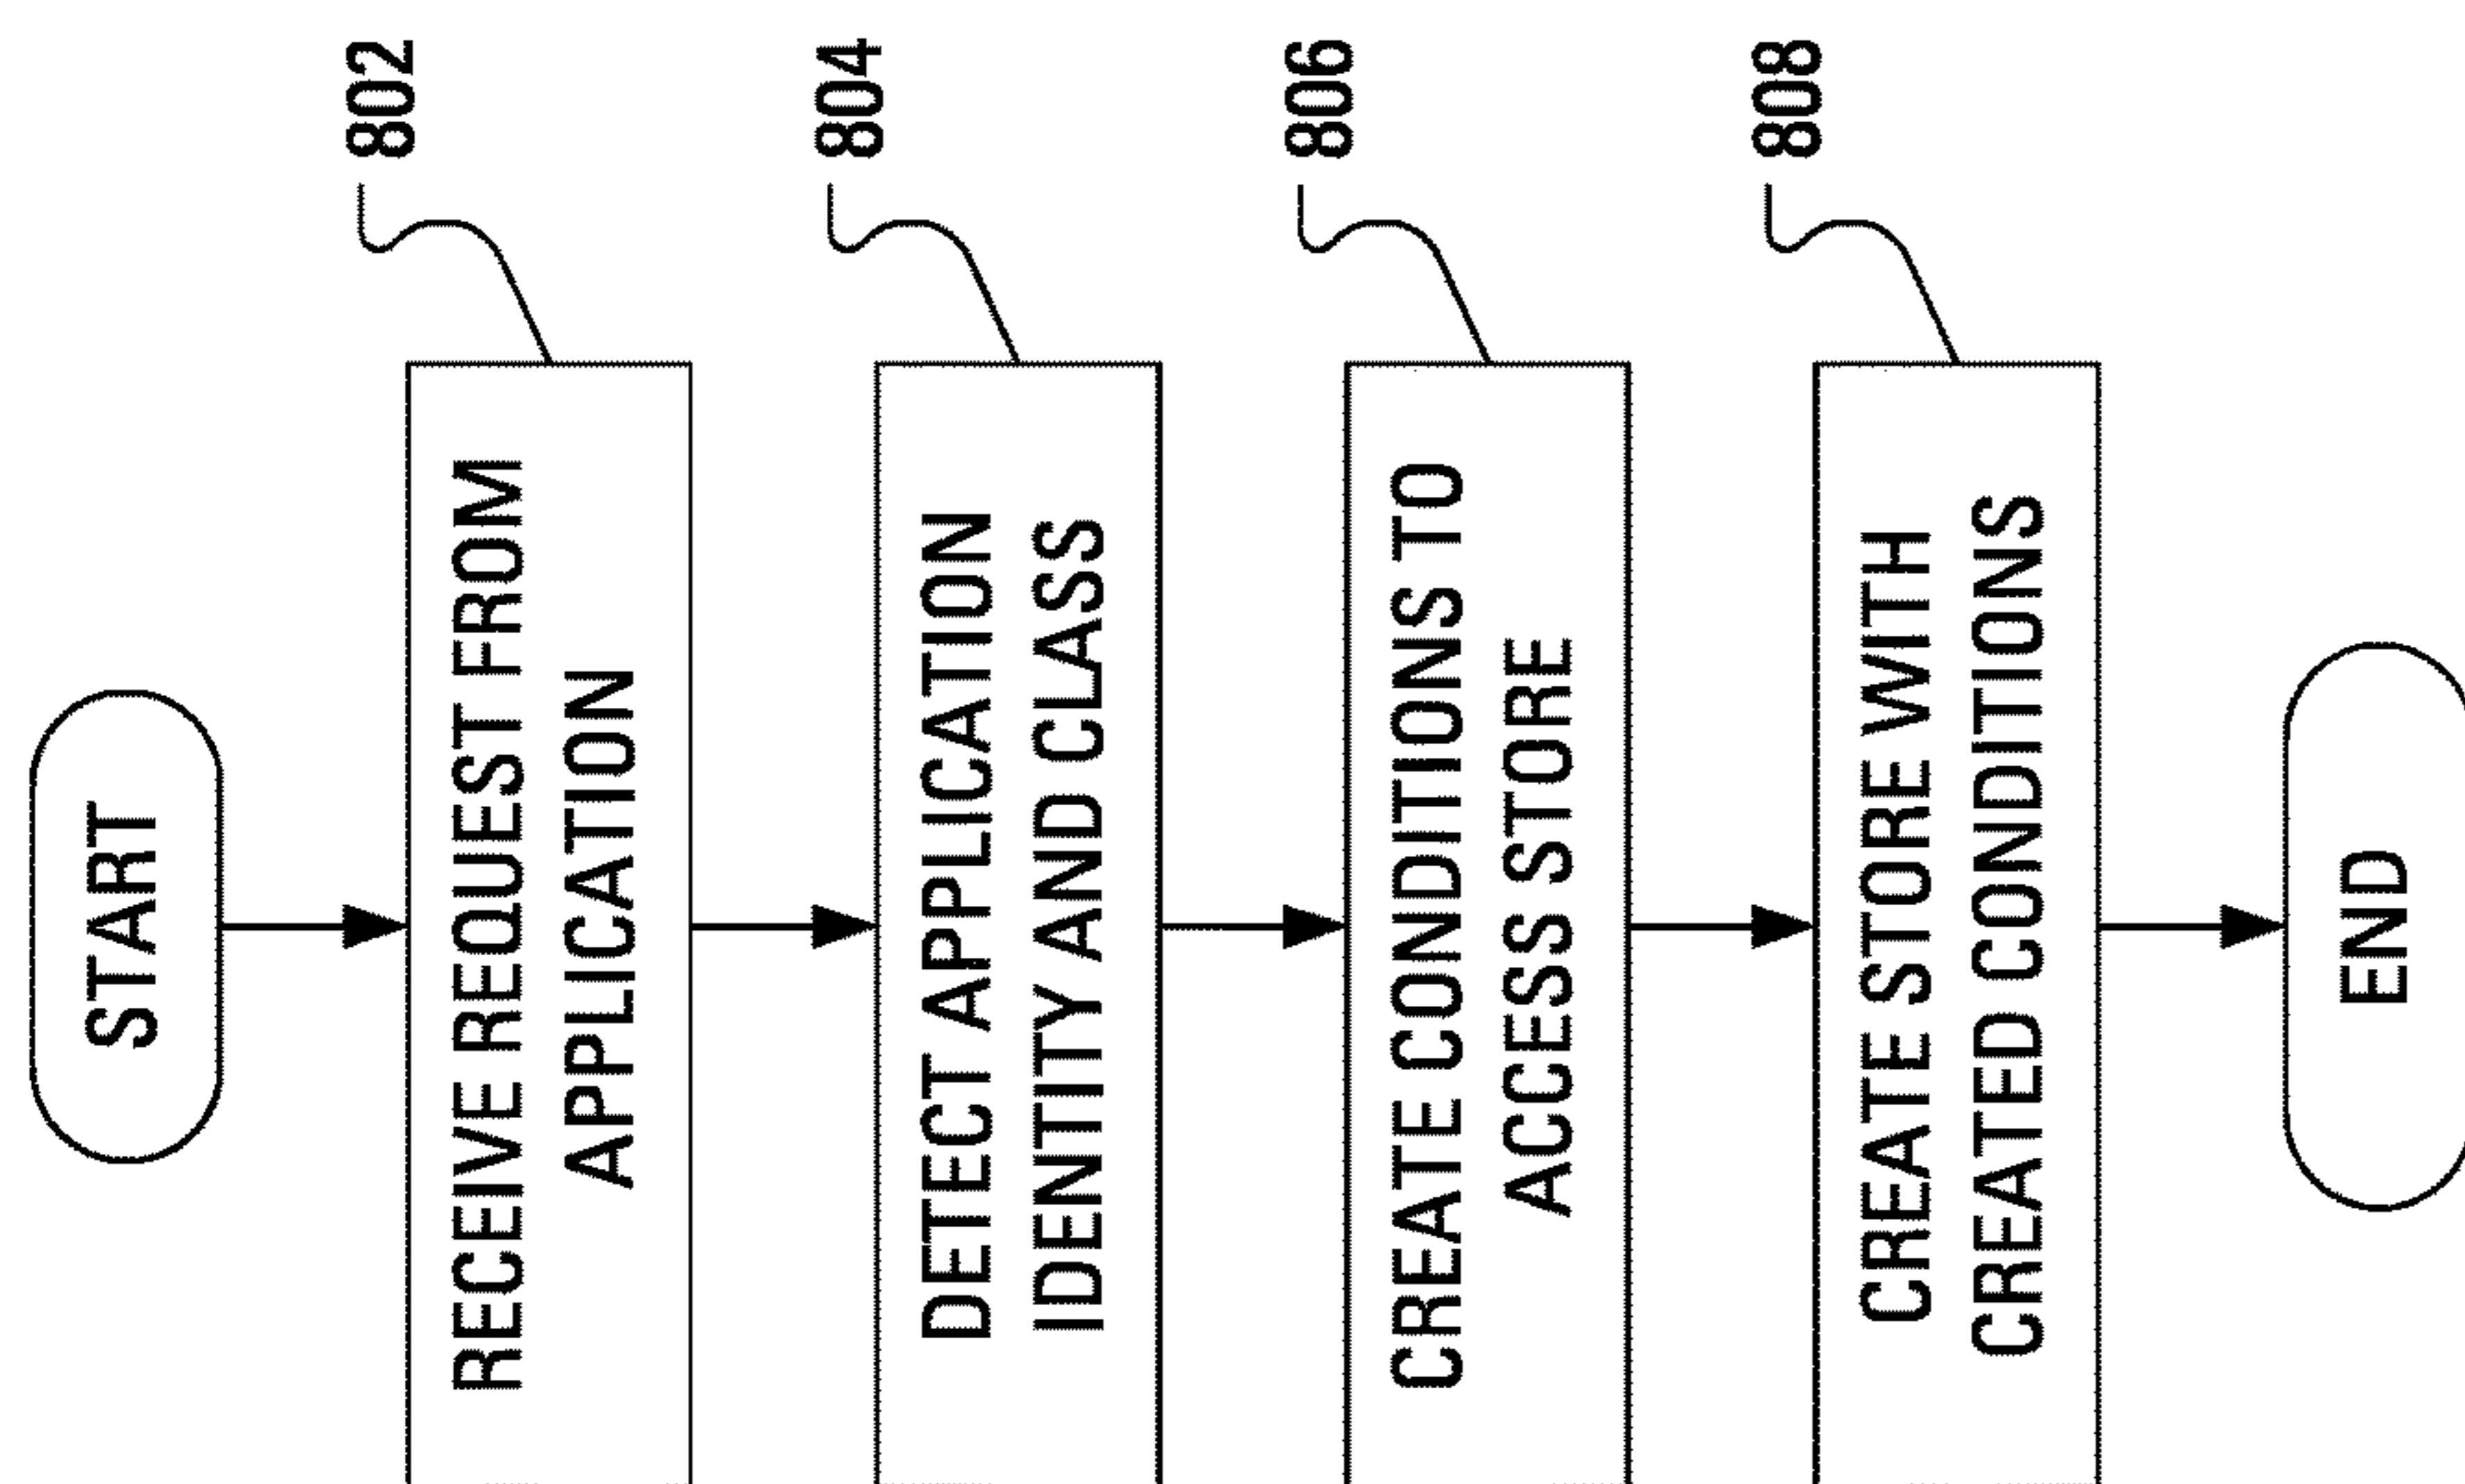 START
802
RECEIVE REQUEST FROM
APPLICATION
804
DETECT APPLICATION
IDENTITY AND CLASS
806
CREATE CONDITIONS TO
ACCESS STORE
808
CREATE STORE WITH
CREATED CONDITIONS
END